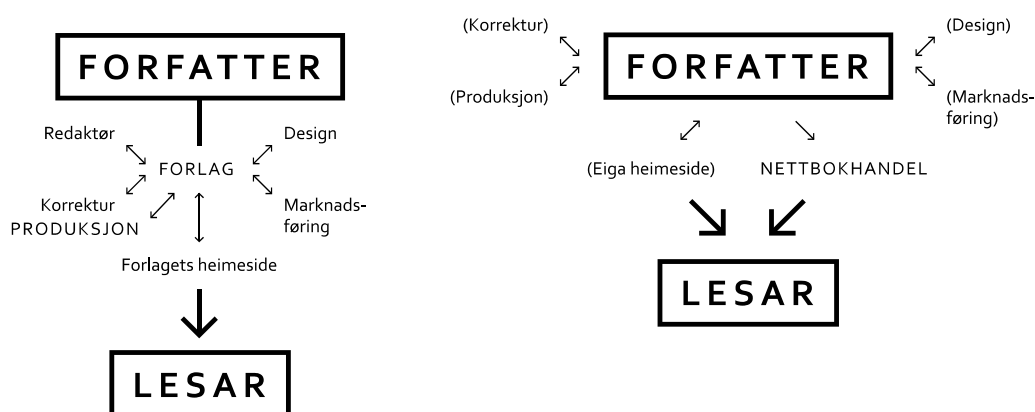 FORFATTER
Redaktør
Design
FORLAG
Korrektur
Marknads-
føring
PRODUKSJON
Forlagets heimeside
LESAR
(Korrektur)
(Design)
FORFATTER
(Produksjon)
(Marknads-
føring)
(Eiga heimeside)
NETTBOKHANDEL
LESAR